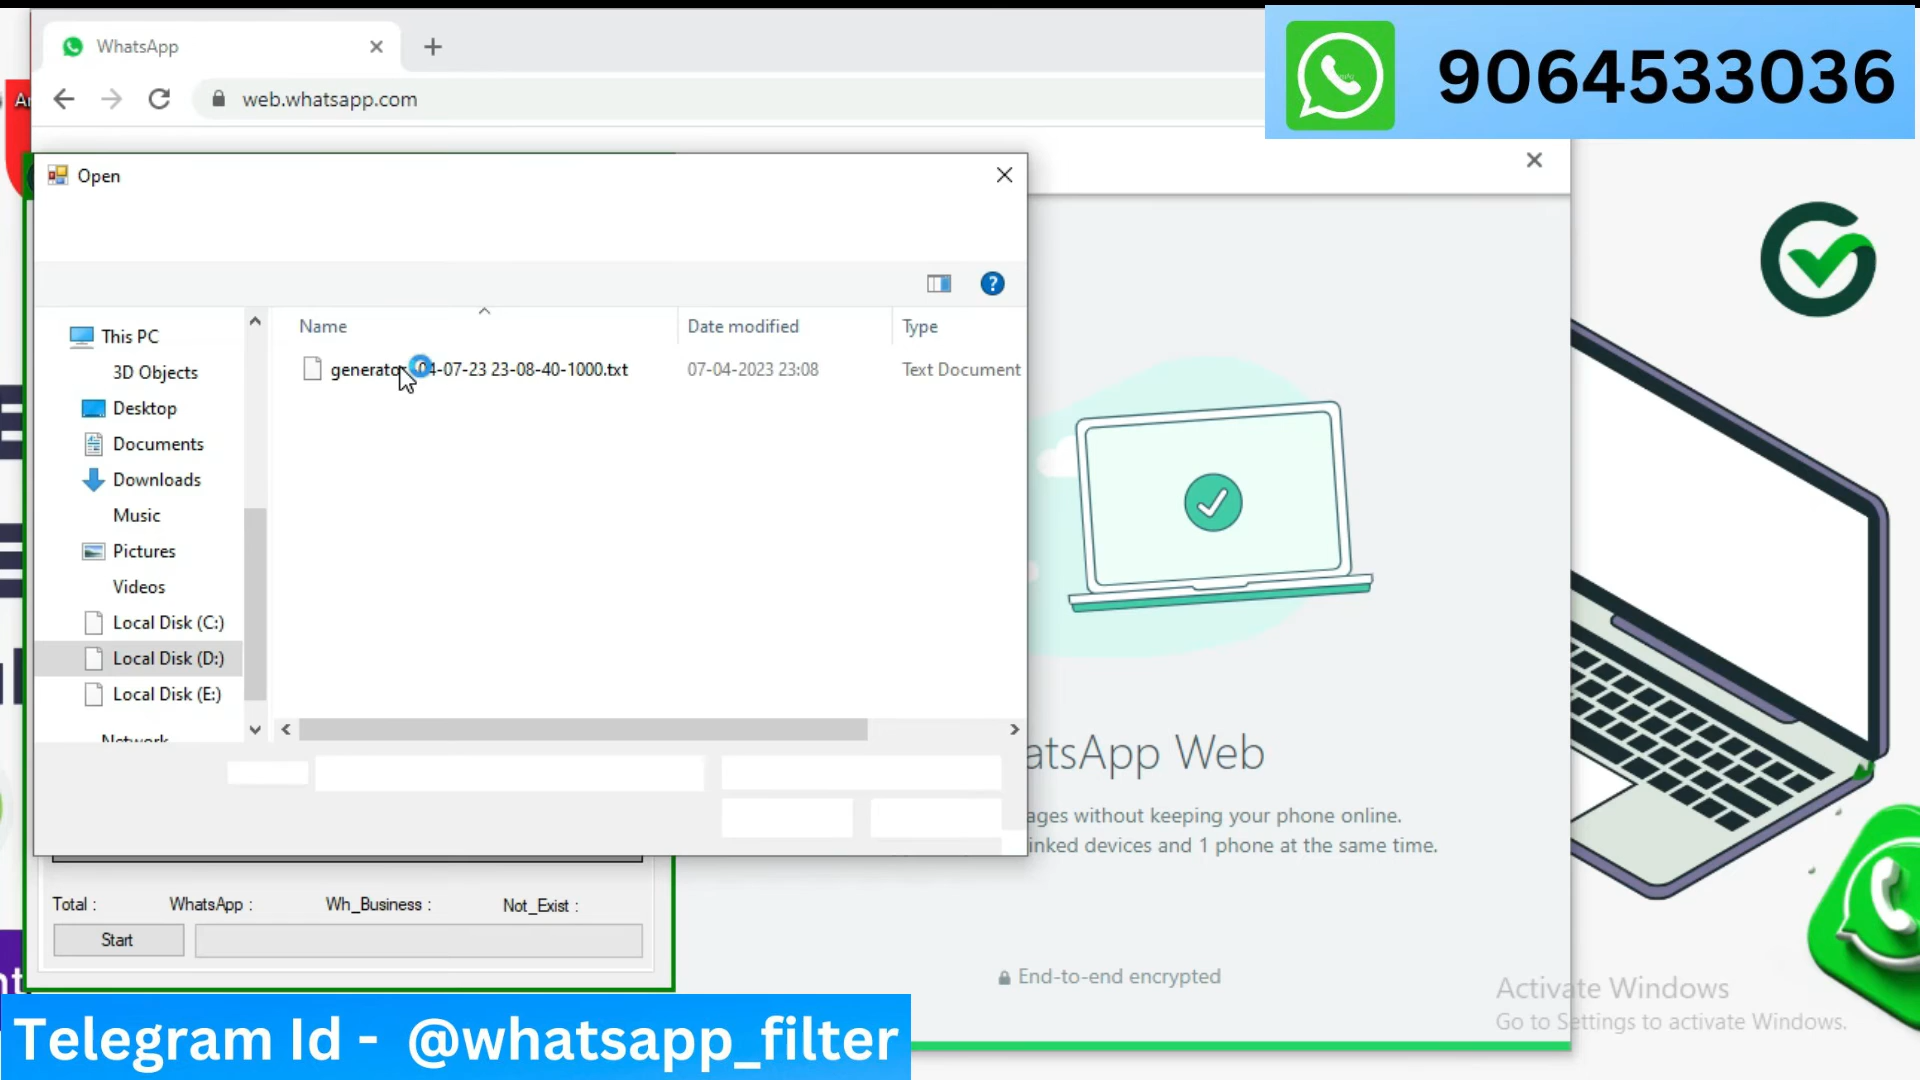 WhatsApp
9064533036
web.whatsapp.com
Open
Name
Date modified
Type
This PC
3D Objects
Desktop
Documents
Downloads
Music
Pictures
Videos
Local Disk (C:)
Local Disk (D:)
Local Disk (E:)
Network
07-04-2023 23:08
Text Document
04-07-23 23-08-40-1000.txt
atsApp Web
ages without keeping your phone online.
inked devices and 1 phone at the same time.
Total :
WhatsApp :
Wh_Business :
Not_Exist :
Start
End-to-end encrypted
Activate Windows
Go to Settings to activate Windows.
Telegram Id - @whatsapp_filter